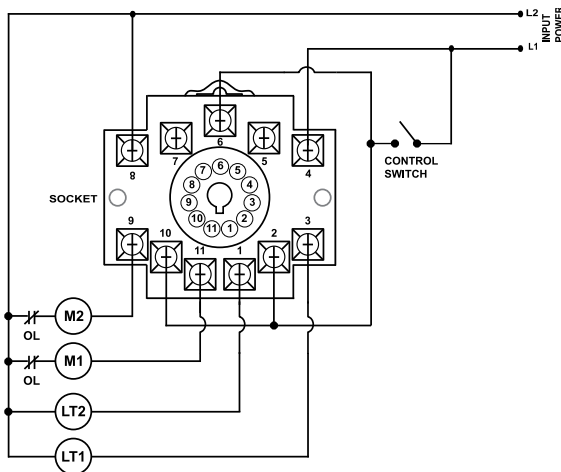 L2
INPUT POWER
L1
6
7
5
8
4
CONTROL SWITCH
SOCKET
6
7
5
8
4
9
3
10
2
11
1
9
10
11
1
2
3
M2
OL
M1
OL
LT2
LT1